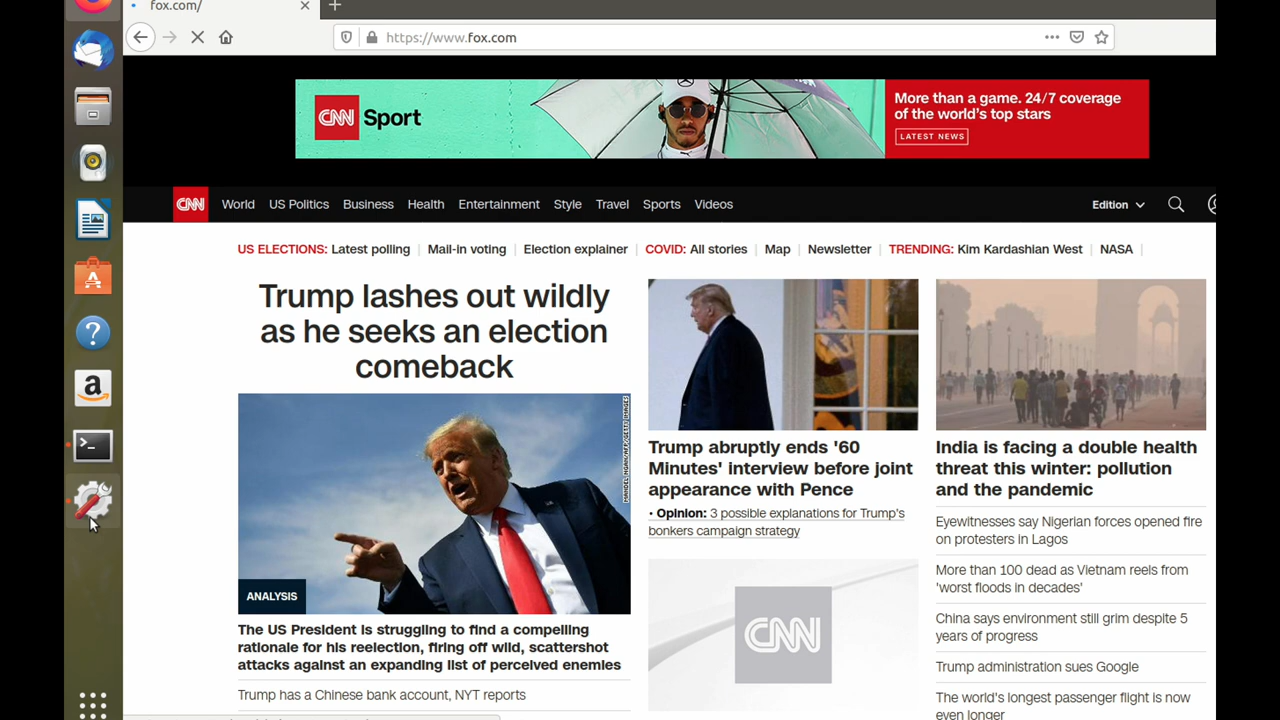 fox.com/
https://www.fox.com
CNN Sport
More than a game. 24/7 coverage
of the world's top stars
LATEST NEWS
CNN World US Politics Business Health Entertainment Style Travel Sports Videos Edition
US ELECTIONS: Latest polling Mail-in voting Election explainer COVID: All stories Map Newsletter TRENDING: Kim Kardashian West NASA
Trump lashes out wildly
as he seeks an election
comeback
MANDEL NGAN/AFP/GETTY IMAGES
ANALYSIS
The US President is struggling to find a compelling
rationale for his reelection, firing off wild, scattershot
attacks against an expanding list of perceived enemies
Trump has a Chinese bank account, NYT reports
Trump abruptly ends '60
Minutes' interview before joint
appearance with Pence
• Opinion: 3 possible explanations for Trump's
bonkers campaign strategy
CNN
India is facing a double health
threat this winter: pollution
and the pandemic
Eyewitnesses say Nigerian forces opened fire
on protesters in Lagos
More than 100 dead as Vietnam reels from
'worst floods in decades'
China says environment still grim despite 5
years of progress
Trump administration sues Google
The world's longest passenger flight is now
even longer